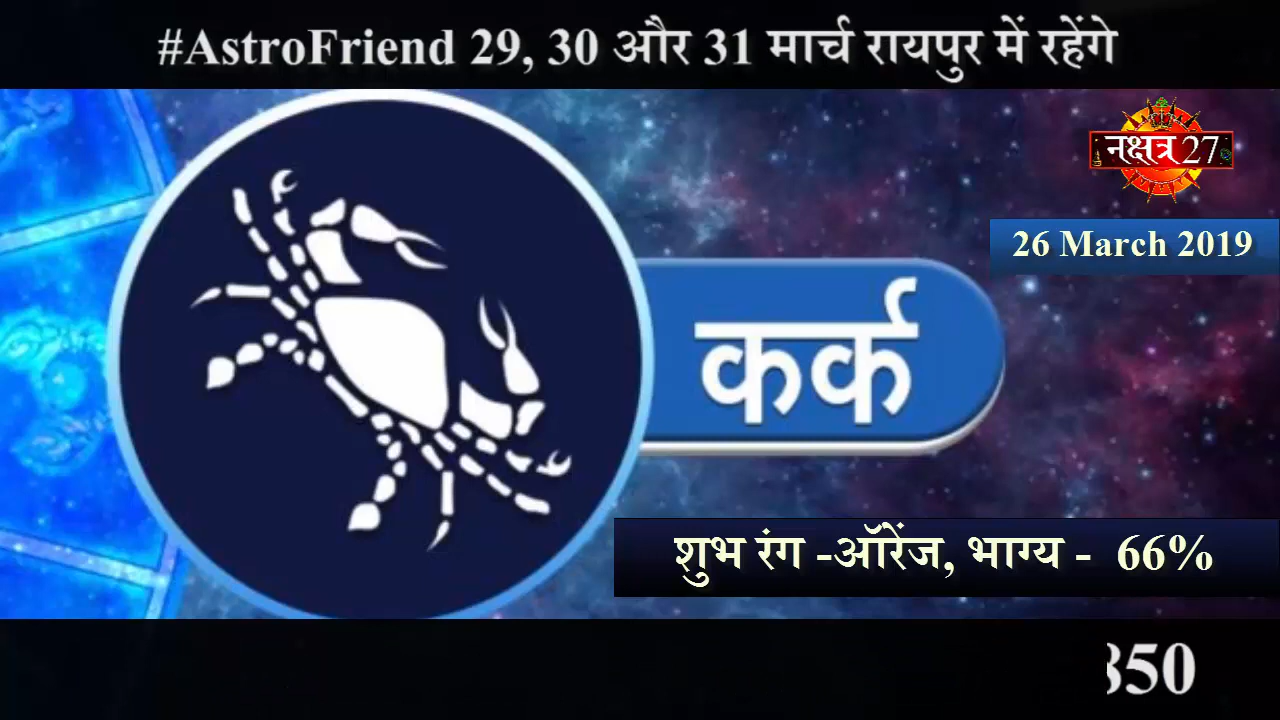 #AstroFriend 29, 30 और 31 मार्च रायपुर में रहेंगे
नक्षत्र 27
26 March 2019
कर्क
शुभ रंग -ऑरेंज, भाग्य - 66%